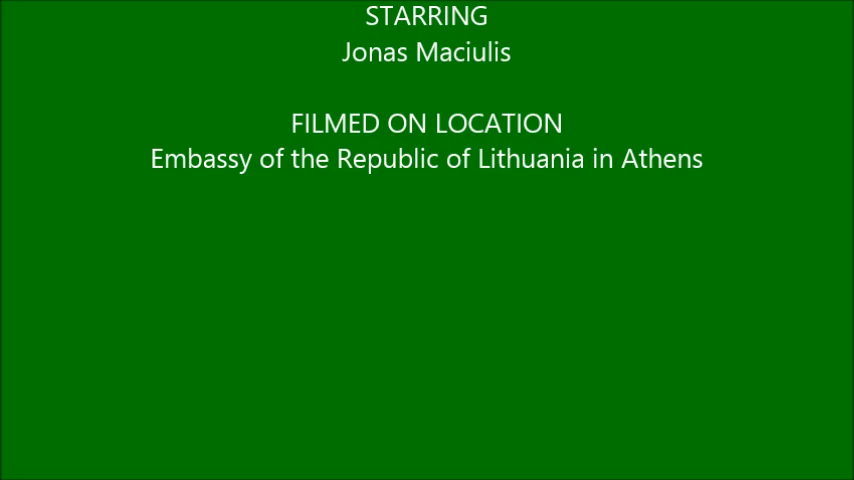 STARRING
Jonas Maciulis
FILMED ON LOCATION
Embassy of the Republic of Lithuania in Athens